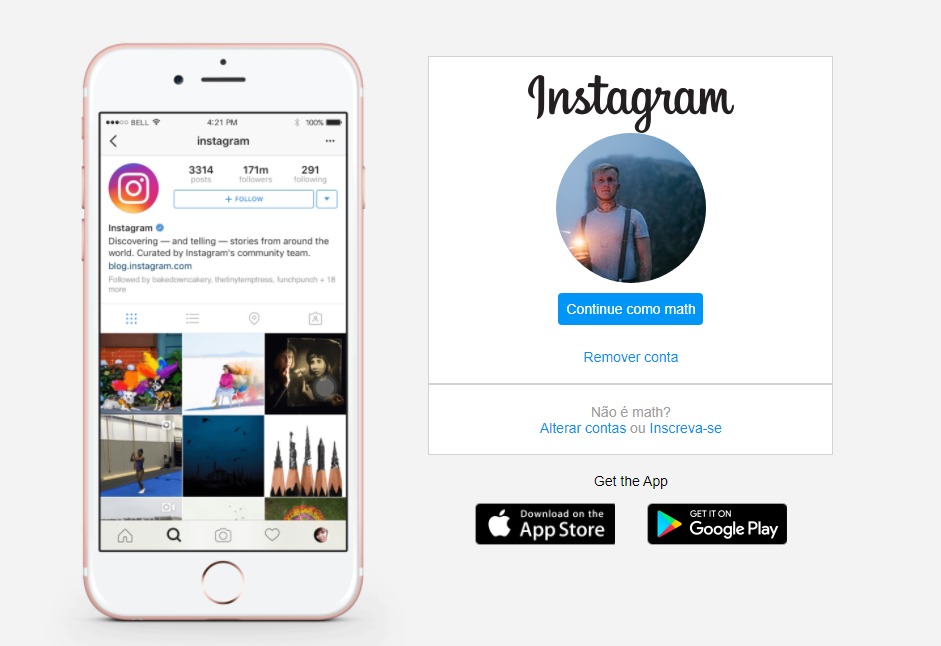 BELL
4:21 PM
100%
instagram
3314
posts
171m
followers
291
following
+ FOLLOW
Instagram
Discovering — and telling — stories from around the
world. Curated by Instagram's community team.
blog.instagram.com
Followed by bakedowncakery, thetinytemptress, funchpunch + 18
more
Instagram
Continue como math
Remover conta
Não é math?
Alterar contas ou Inscreva-se
Get the App
Download on the
App Store
GET IT ON
Google Play